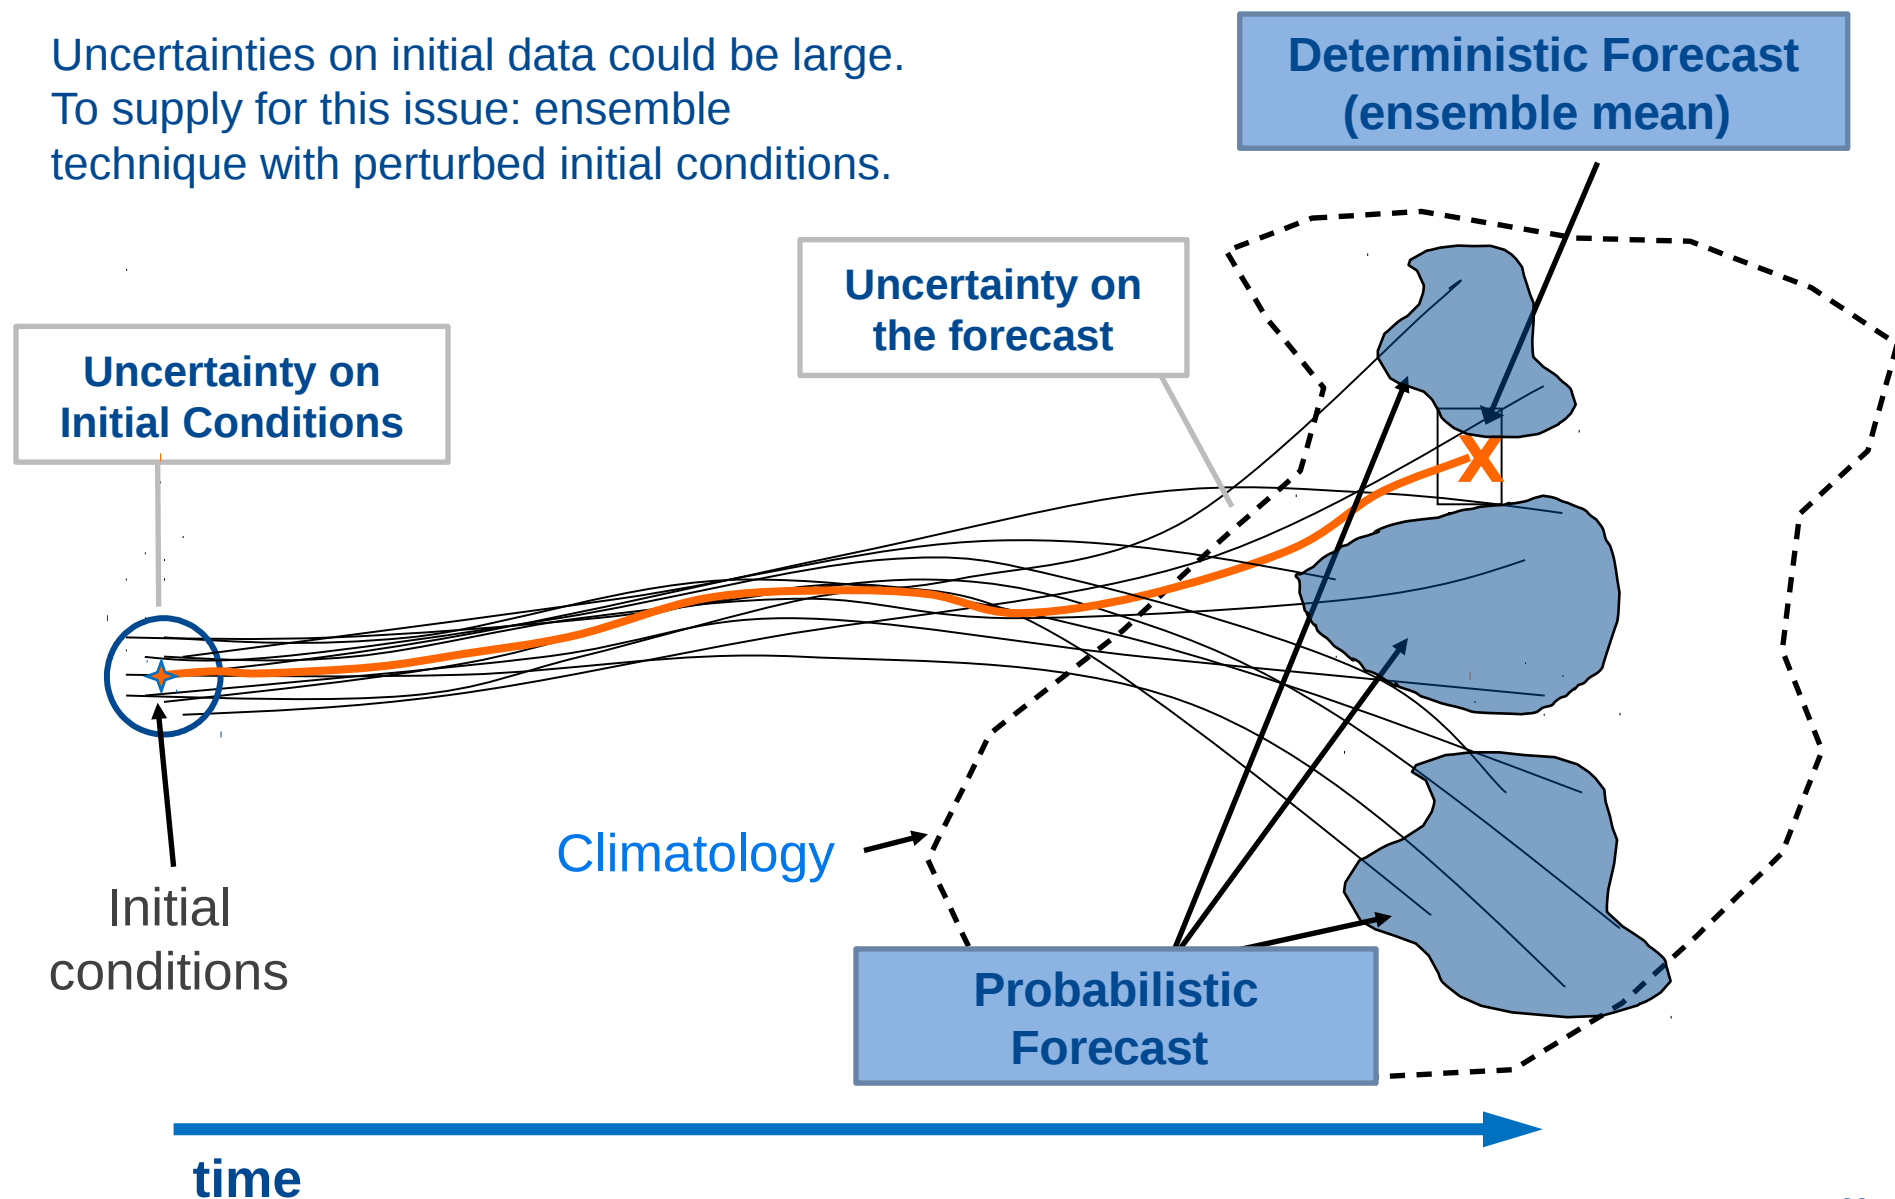 Uncertainties on initial data could be large.
To supply for this issue: ensemble
technique with perturbed initial conditions.
Deterministic Forecast
(ensemble mean)
Uncertainty on
the forecast
Uncertainty on
Initial Conditions
X
Climatology
Initial
conditions
Probabilistic
Forecast
time